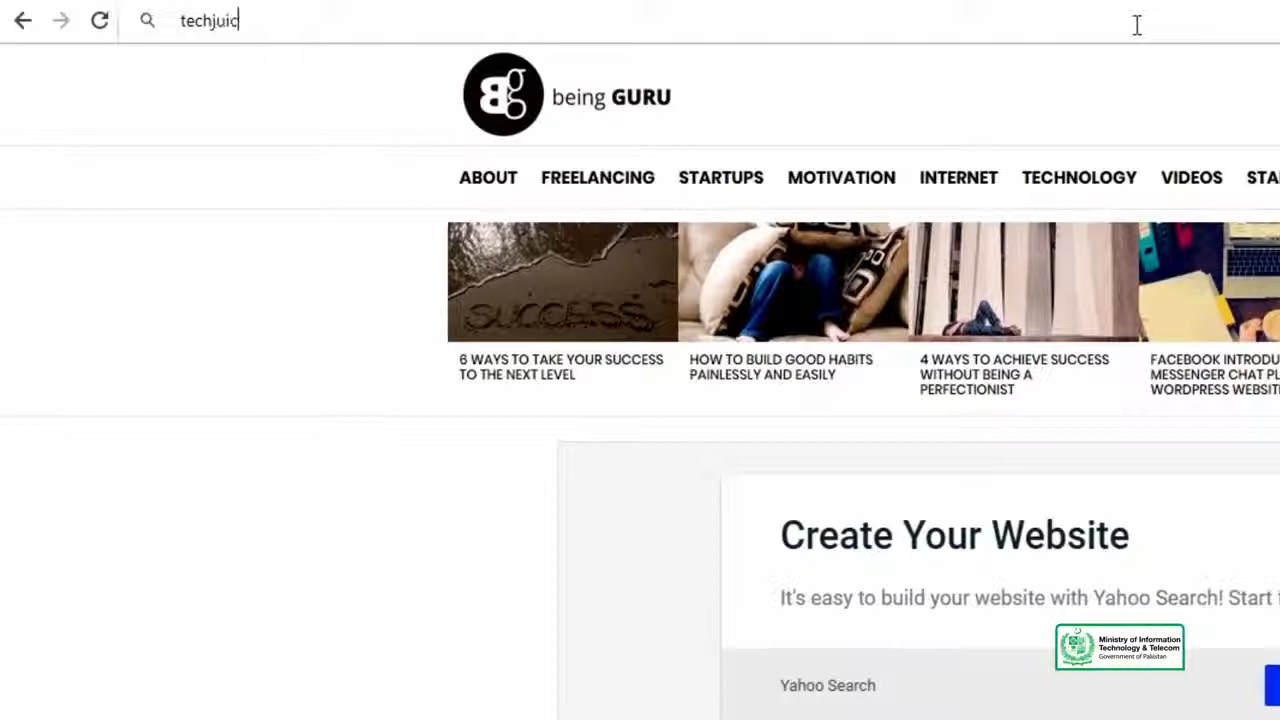 techjuic
Bg being GURU
ABOUT FREELANCING STARTUPS MOTIVATION INTERNET TECHNOLOGY VIDEOS STA
SUCCESS
6 WAYS TO TAKE YOUR SUCCESS
TO THE NEXT LEVEL
HOW TO BUILD GOOD HABITS
PAINLESSLY AND EASILY
4 WAYS TO ACHIEVE SUCCESS
WITHOUT BEING A
PERFECTIONIST
FACEBOOK INTRODU
MESSENGER CHAT PL
WORDPRESS WEBSIT
Create Your Website
It's easy to build your website with Yahoo Search! Start
Ministry of Information
Technology & Telecom
Government of Pakistan
Yahoo Search